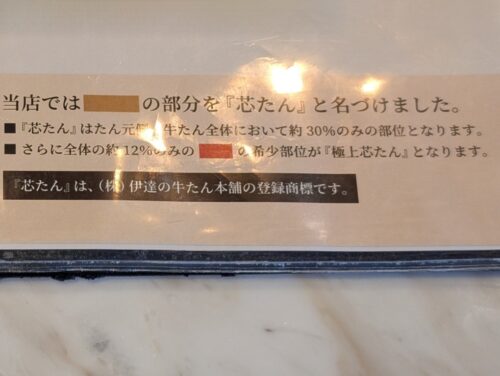 当店では の部分を『芯たん』と名づけました。
■『芯たん』はたん元 牛たん全体において約30%のみの部位となります。
■さらに全体の約12%のみの の希少部位が『極上芯たん』となります。
『芯たん』は、(株)伊達の牛たん本舗の登録商標です。